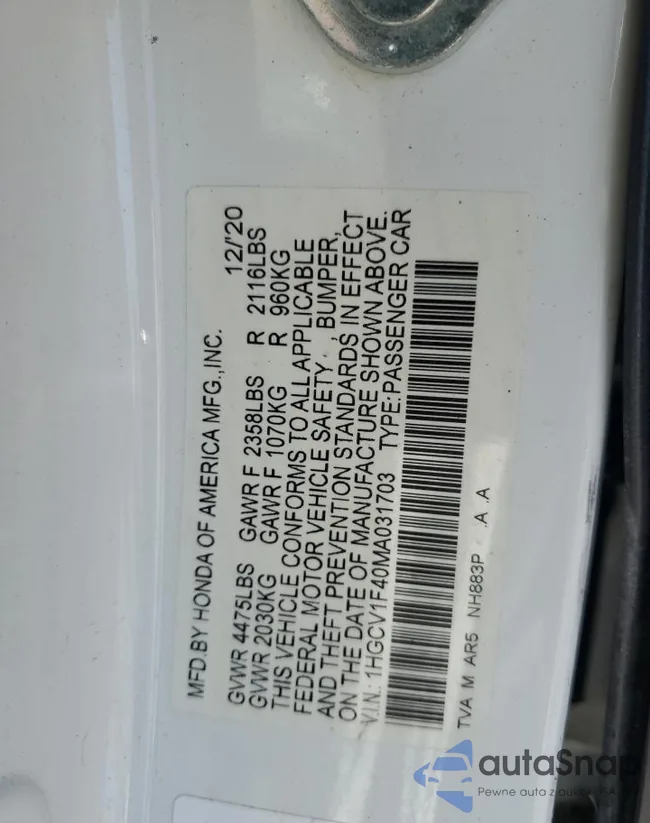 MFD.BY HONDA OF AMERICA MFG.,INC. 12/'20
GVWR 4475LBS GAWR F 2358LBS R 2116LBS
GVWR 2030KG GAWR F 1070KG R 960KG
THIS VEHICLE CONFORMS TO ALL APPLICABLE
FEDERAL MOTOR VEHICLE SAFETY , BUMPER,
AND THEFT PREVENTION STANDARDS IN EFFECT
ON THE DATE OF MANUFACTURE SHOWN ABOVE.
V.I.N.: 1HGCV1F40MA031703 TYPE: PASSENGER CAR
TVA M AR5 NH883P .A .A
autaSnap
Pewne auto z